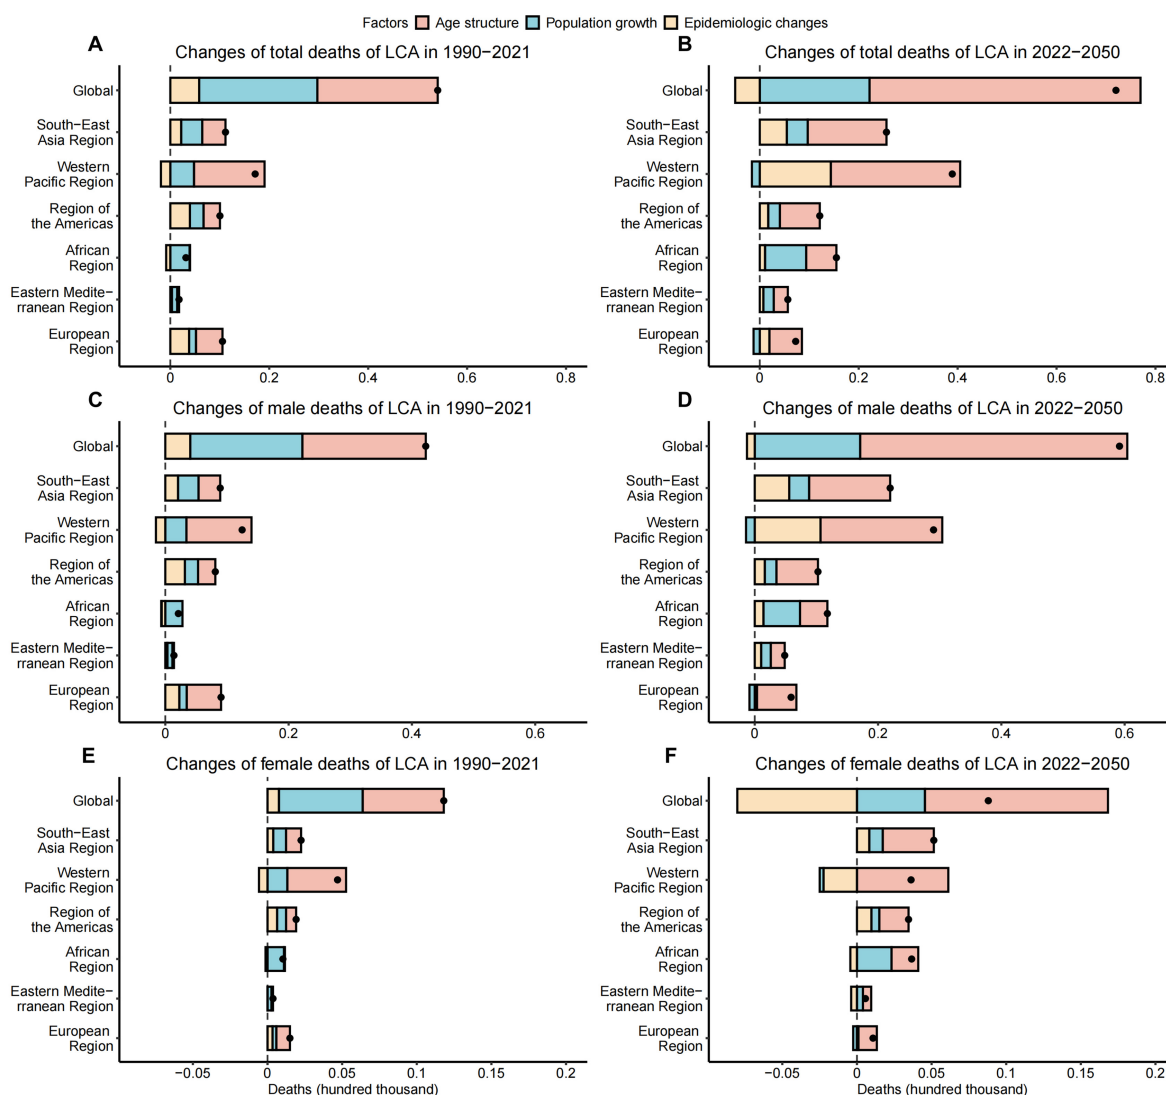 Factors Age structure Population growth Epidemiologic changes
A
Changes of total deaths of LCA in 1990−2021
Global
South−East
Asia Region
Western
Pacific Region
Region of
the Americas
African
Region
Eastern Medite−
rranean Region
European
Region
0 0.2 0.4 0.6 0.8
B
Changes of total deaths of LCA in 2022−2050
Global
South−East
Asia Region
Western
Pacific Region
Region of
the Americas
African
Region
Eastern Medite−
rranean Region
European
Region
0 0.2 0.4 0.6 0.8
C
Changes of male deaths of LCA in 1990−2021
Global
South−East
Asia Region
Western
Pacific Region
Region of
the Americas
African
Region
Eastern Medite−
rranean Region
European
Region
0 0.2 0.4 0.6
D
Changes of male deaths of LCA in 2022−2050
Global
South−East
Asia Region
Western
Pacific Region
Region of
the Americas
African
Region
Eastern Medite−
rranean Region
European
Region
0 0.2 0.4 0.6
E
Changes of female deaths of LCA in 1990−2021
Global
South−East
Asia Region
Western
Pacific Region
Region of
the Americas
African
Region
Eastern Medite−
rranean Region
European
Region
−0.05 0 0.05 0.1 0.15 0.2
Deaths (hundred thousand)
F
Changes of female deaths of LCA in 2022−2050
Global
South−East
Asia Region
Western
Pacific Region
Region of
the Americas
African
Region
Eastern Medite−
rranean Region
European
Region
−0.05 0 0.05 0.1 0.15 0.2
Deaths (hundred thousand)